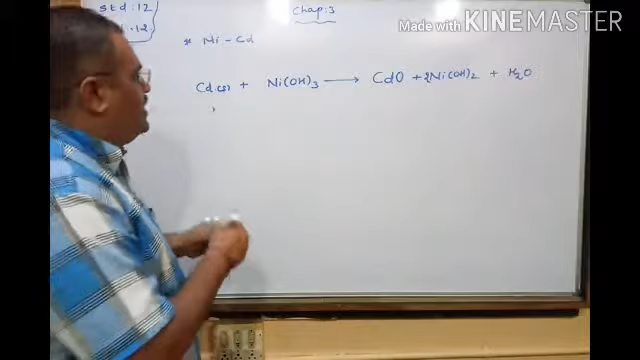 Made with KINEMASTER
std:12
.12
Chap:3
* Ni - Cd
Cd(s) + Ni(OH)3 ⟶ CdO + 2Ni(OH)2 + H2O